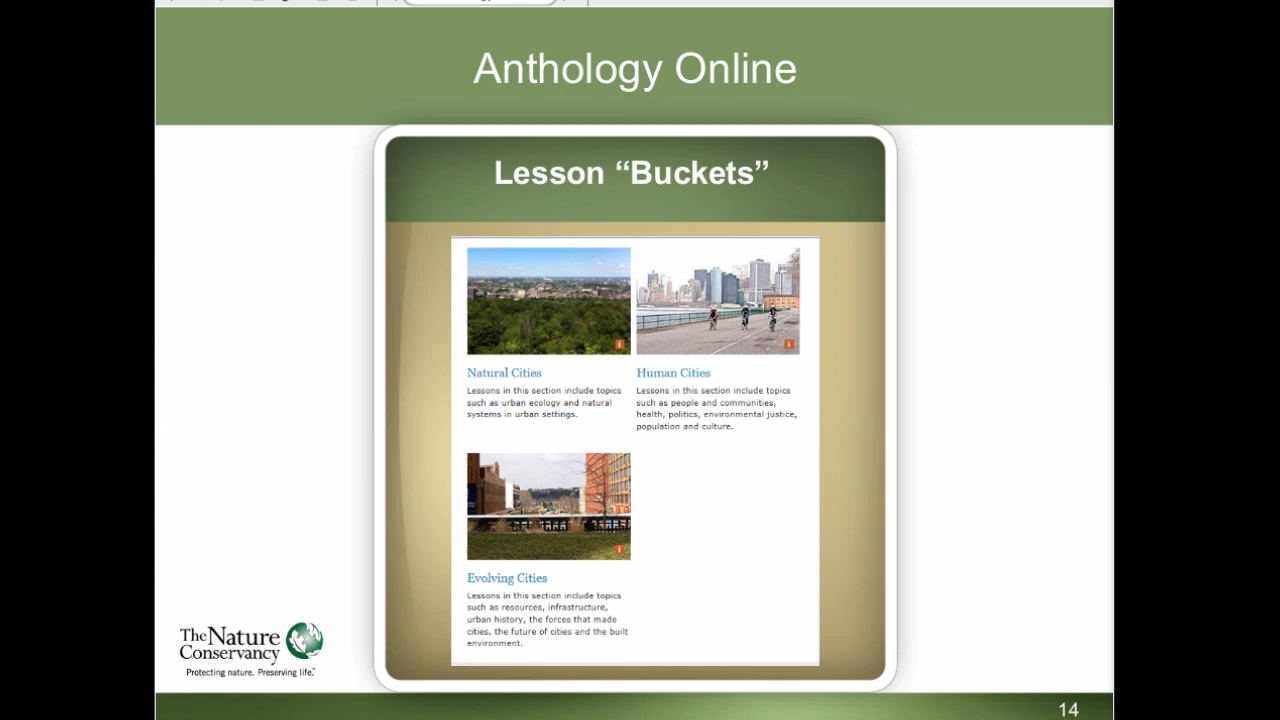 Anthology Online
Lesson “Buckets”
Natural Cities
Lessons in this section include topics
such as urban ecology and natural
systems in urban settings.
Human Cities
Lessons in this section include topics
such as people and communities,
health, politics, environmental justice,
population and culture.
Evolving Cities
Lessons in this section include topics
such as resources, infrastructure,
urban history, the forces that made
cities, the future of cities and the built
environment.
The Nature
Conservancy
Protecting nature. Preserving life.™
14